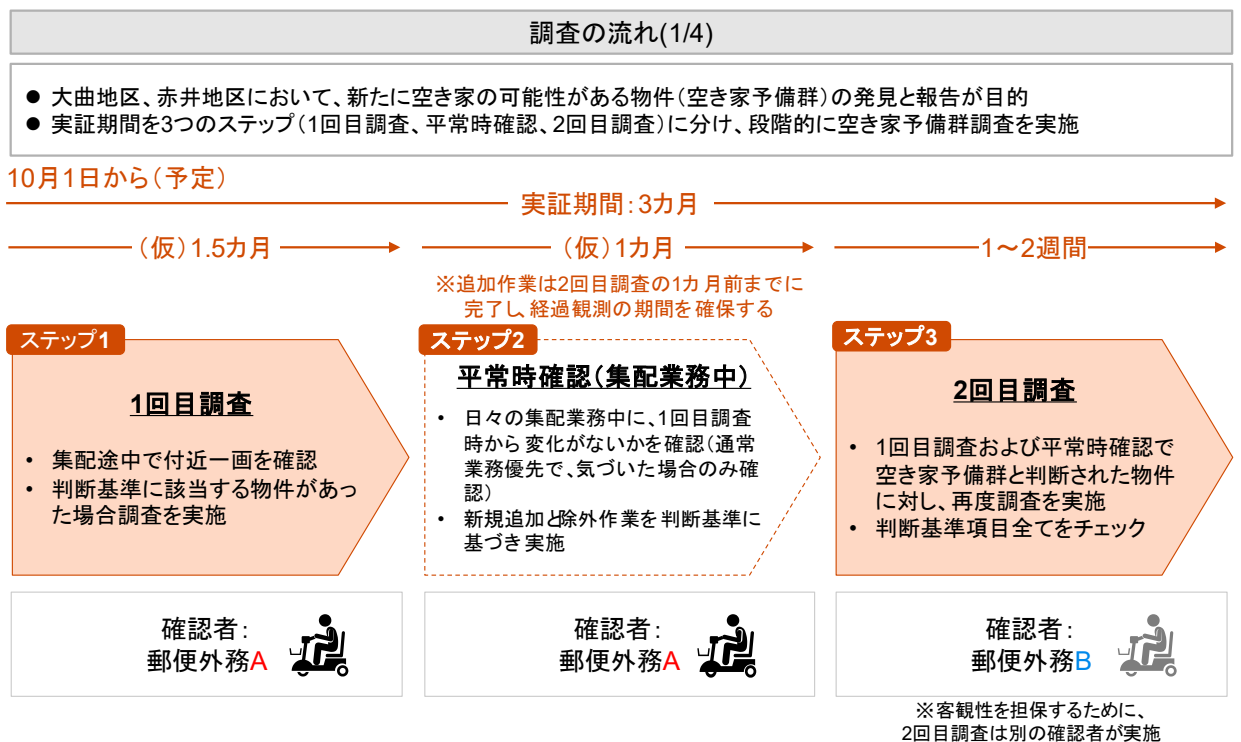 調査の流れ(1/4)
● 大曲地区、赤井地区において、新たに空き家の可能性がある物件(空き家予備群)の発見と報告が目的
● 実証期間を3つのステップ(1回目調査、平常時確認、2回目調査)に分け、段階的に空き家予備群調査を実施
10月1日から(予定)
実証期間:3カ月
(仮)1.5カ月
(仮)1カ月
1~2週間
※追加作業は2回目調査の1カ月前までに
完了し、経過観測の期間を確保する
ステップ1
1回目調査
• 集配途中で付近一画を確認
• 判断基準に該当する物件があっ
た場合調査を実施
ステップ2
平常時確認(集配業務中)
• 日々の集配業務中に、1回目調査
時から変化がないかを確認(通常
業務優先で、気づいた場合のみ確
認)
• 新規追加と除外作業を判断基準に
基づき実施
ステップ3
2回目調査
• 1回目調査および平常時確認で
空き家予備群と判断された物件
に対し、再度調査を実施
• 判断基準項目全てをチェック
確認者:
郵便外務A
確認者:
郵便外務A
確認者:
郵便外務B
※客観性を担保するために、
2回目調査は別の確認者が実施